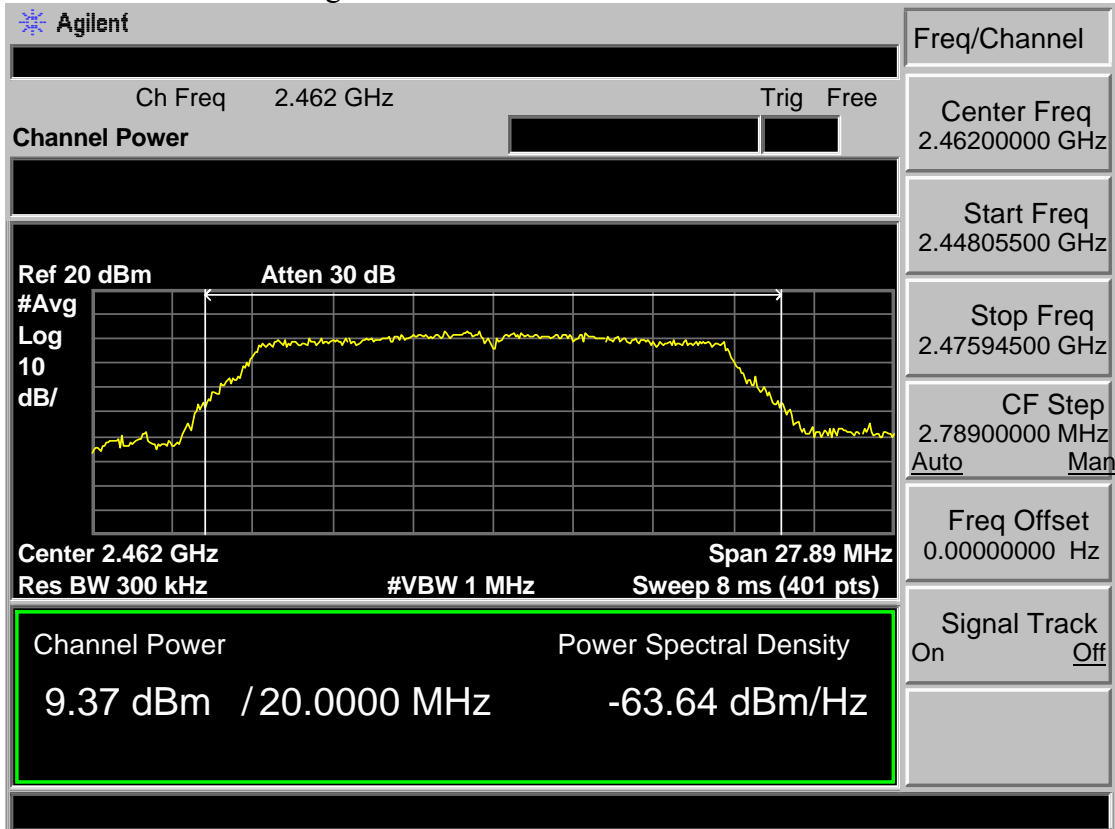 Agilent
Freq/Channel
Ch Freq 2.462 GHz Trig Free
Channel Power
Center Freq
2.46200000 GHz
Start Freq
2.44805500 GHz
Ref 20 dBm Atten 30 dB
#Avg
Log
10
dB/
Stop Freq
2.47594500 GHz
CF Step
2.78900000 MHz
Auto Man
Center 2.462 GHz Span 27.89 MHz
Res BW 300 kHz #VBW 1 MHz Sweep 8 ms (401 pts)
Freq Offset
0.00000000 Hz
Channel Power Power Spectral Density
9.37 dBm / 20.0000 MHz -63.64 dBm/Hz
Signal Track
On Off